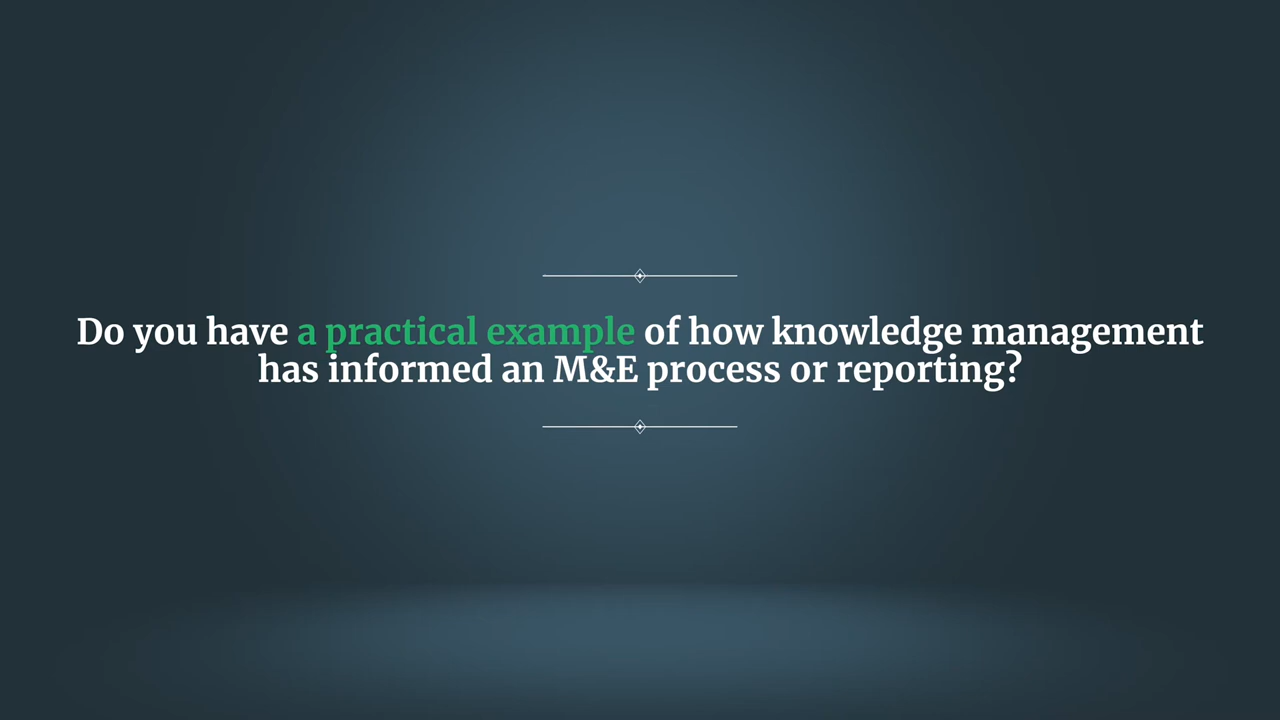 Do you have a practical example of how knowledge management
has informed an M&E process or reporting?